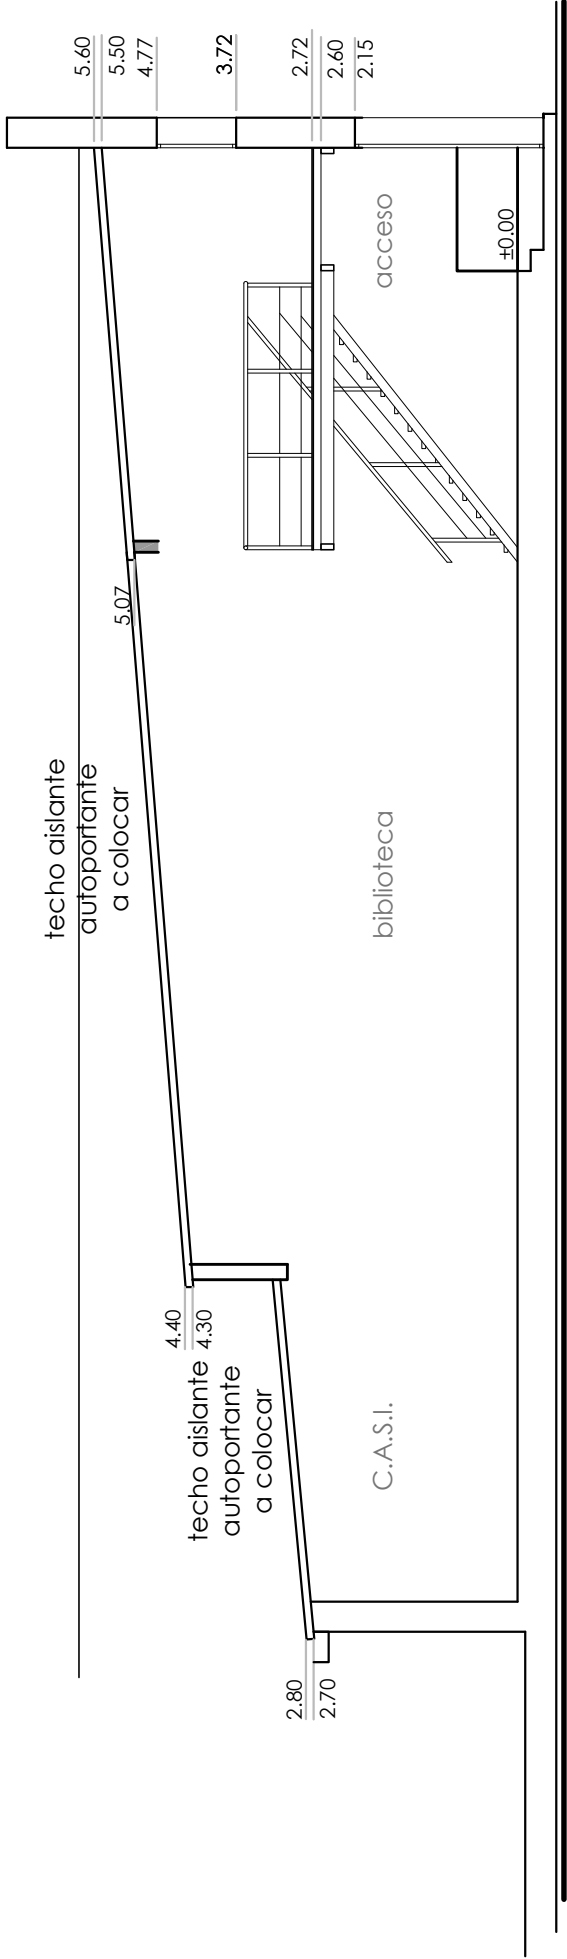 5.60
5.50
4.77
3.72
2.72
2.60
2.15
acceso
±0.00
5.07
techo aislante
autoportante
a colocar
biblioteca
4.40
4.30
techo aislante
autoportante
a colocar
C.A.S.I.
2.80
2.70